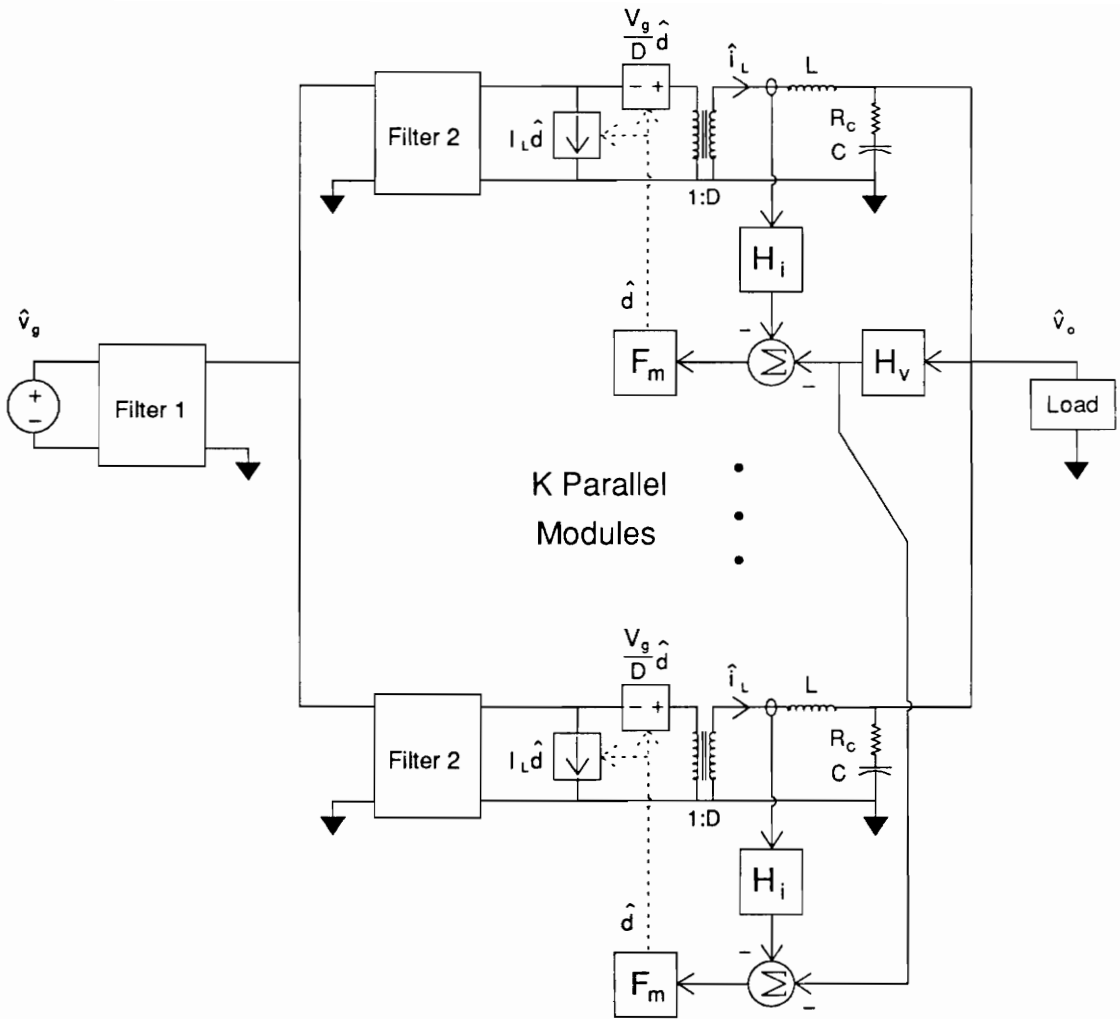 V_g/D d̂
î_L
L
Filter 2
I_L d̂
R_c
C
1:D
H_i
d̂
v̂_g
v̂_o
−
F_m
Σ
−
H_v
+
−
Filter 1
Load
K Parallel
Modules
V_g/D d̂
î_L
L
− +
Filter 2
I_L d̂
R_c
C
1:D
H_i
d̂
−
F_m
Σ
−